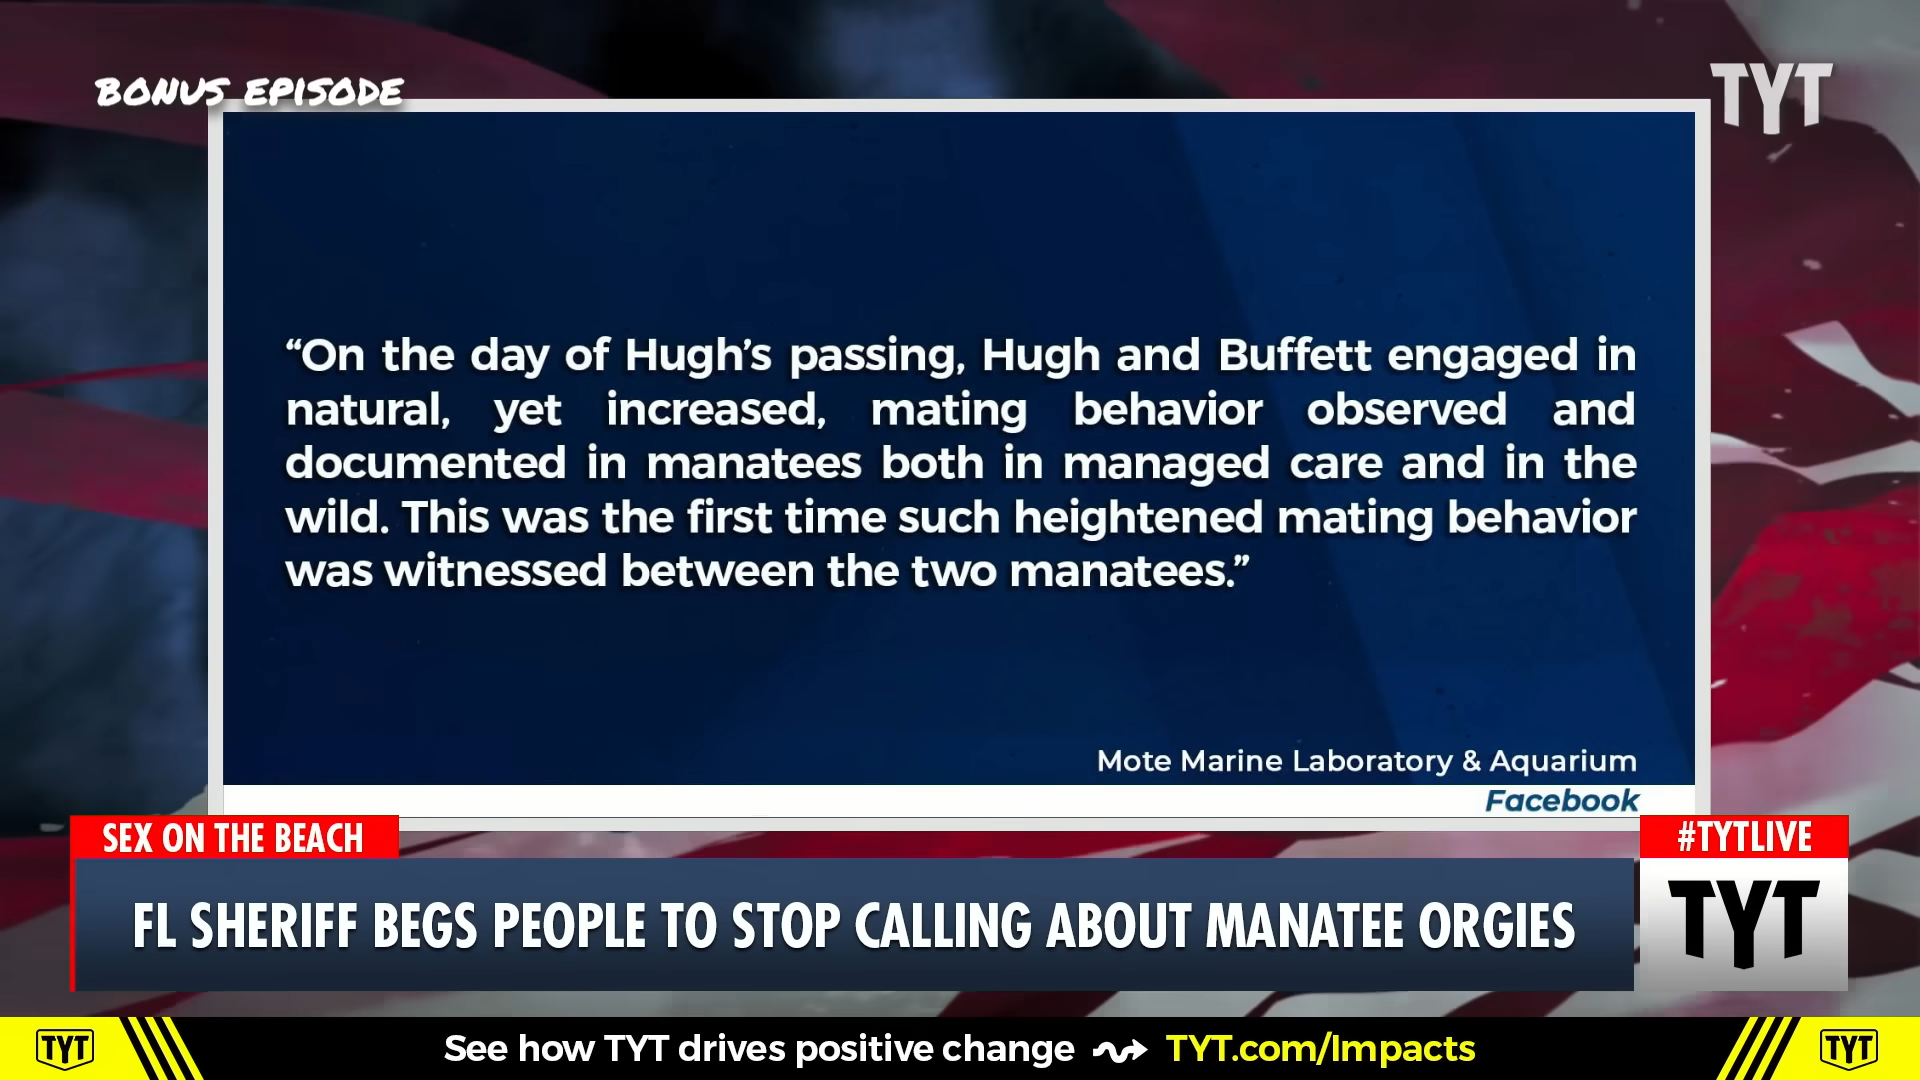 BONUS EPISODE
TYT
“On the day of Hugh’s passing, Hugh and Buffett engaged in
natural, yet increased, mating behavior observed and
documented in manatees both in managed care and in the
wild. This was the first time such heightened mating behavior
was witnessed between the two manatees.”
Mote Marine Laboratory & Aquarium
Facebook
SEX ON THE BEACH
#TYTLIVE
FL SHERIFF BEGS PEOPLE TO STOP CALLING ABOUT MANATEE ORGIES
TYT
TYT
See how TYT drives positive change TYT.com/Impacts
TYT